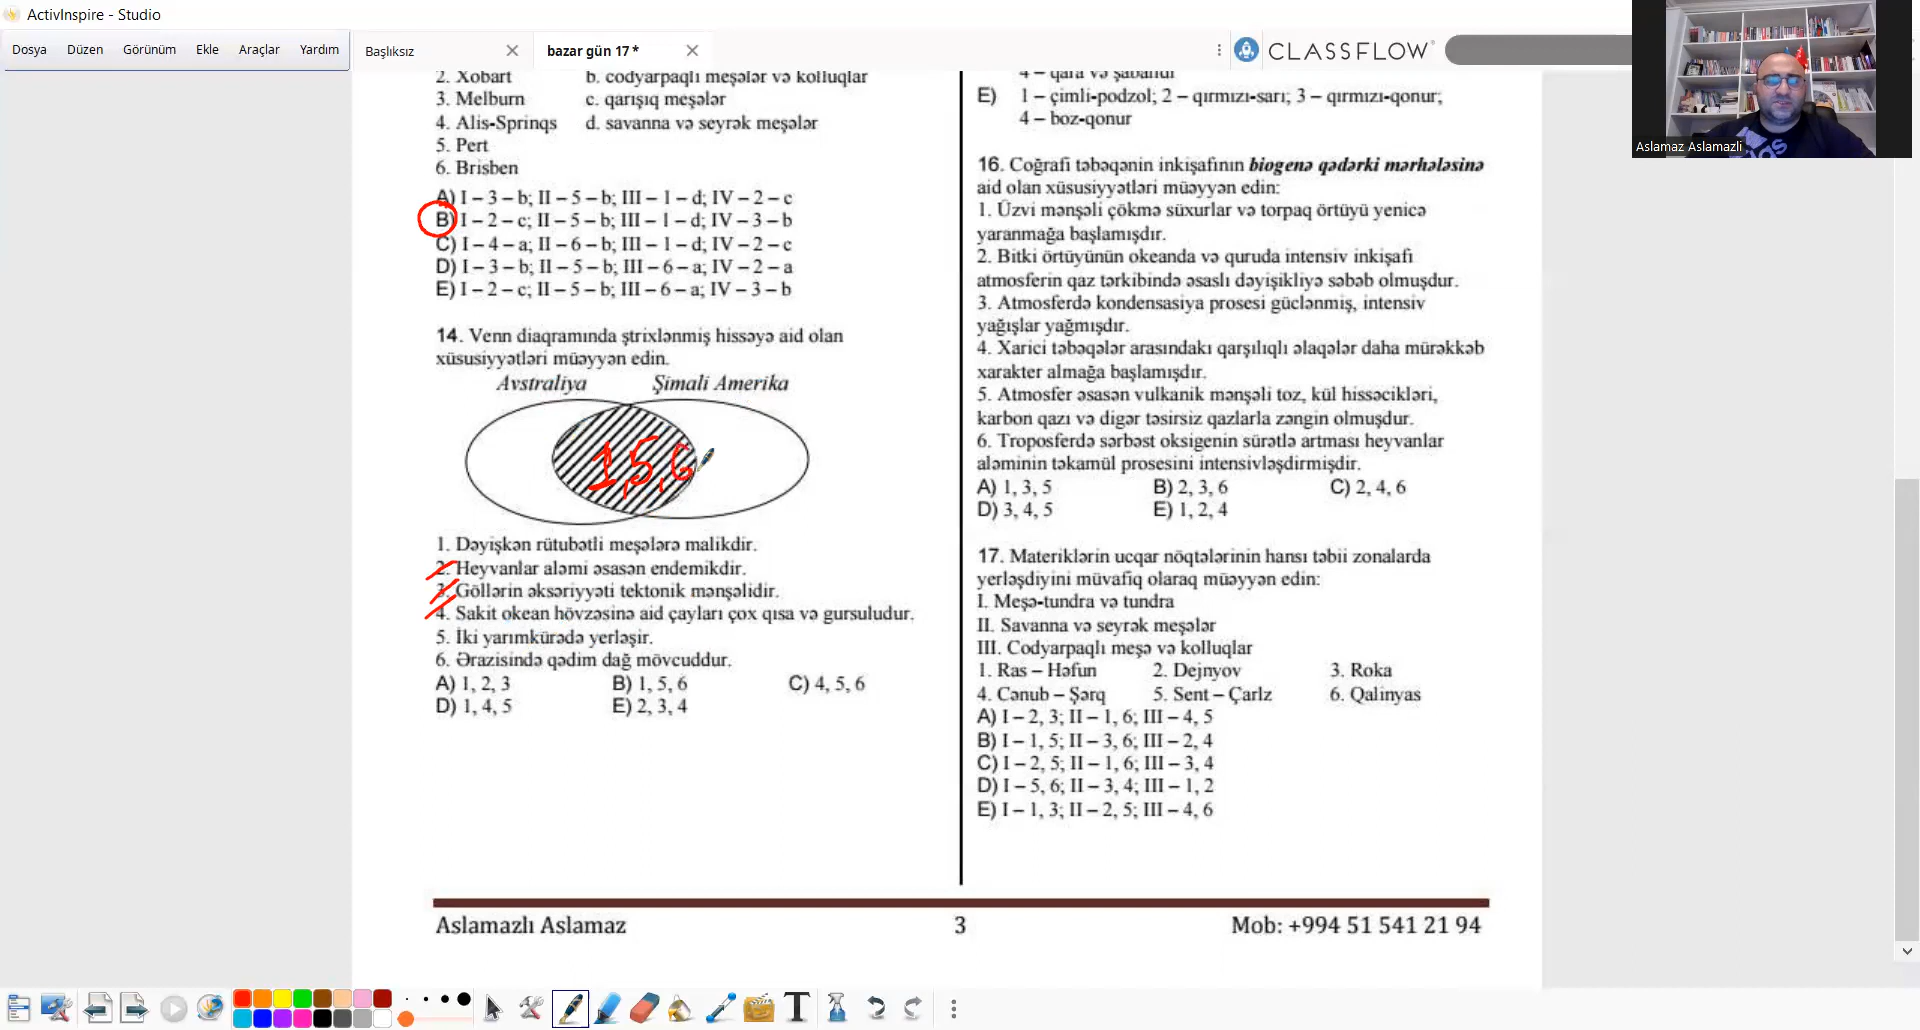 ActivInspire - Studio
Dosya Düzen Görünüm Ekle Araçlar Yardım
Başlıksız
bazar gün 17 *
CLASSFLOW
Aslamaz Aslamazli
2. Xobart b. codyarpaqlı meşələr və kolluqlar
3. Melburn c. qarışıq meşələr
4. Alis-Sprinqs d. savanna və seyrək meşələr
5. Pert
6. Brisben
A) I – 3 – b; II – 5 – b; III – 1 – d; IV – 2 – c
B) I – 2 – c; II – 5 – b; III – 1 – d; IV – 3 – b
C) I – 4 – a; II – 6 – b; III – 1 – d; IV – 2 – c
D) I – 3 – b; II – 5 – b; III – 6 – a; IV – 2 – a
E) I – 2 – c; II – 5 – b; III – 6 – a; IV – 3 – b
14. Venn diaqramında ştrixlənmiş hissəyə aid olan
xüsusiyyətləri müəyyən edin.
Avstraliya Şimali Amerika
1,5,6
1. Dəyişkən rütubətli meşələrə malikdir.
2. Heyvanlar aləmi əsasən endemikdir.
3. Göllərin əksəriyyəti tektonik mənşəlidir.
4. Sakit okean hövzəsinə aid çayları çox qısa və gursuludur.
5. İki yarımkürədə yerləşir.
6. Ərazisində qədim dağ mövcuddur.
A) 1, 2, 3 B) 1, 5, 6 C) 4, 5, 6
D) 1, 4, 5 E) 2, 3, 4
4 – qara və şabalıdı
E) 1 – çimli-podzol; 2 – qırmızı-sarı; 3 – qırmızı-qonur;
4 – boz-qonur
16. Coğrafi təbəqənin inkişafının biogenə qədərki mərhələsinə
aid olan xüsusiyyətləri müəyyən edin:
1. Üzvi mənşəli çökmə süxurlar və torpaq örtüyü yenicə
yaranmağa başlamışdır.
2. Bitki örtüyünün okeanda və quruda intensiv inkişafı
atmosferin qaz tərkibində əsaslı dəyişikliyə səbəb olmuşdur.
3. Atmosferdə kondensasiya prosesi güclənmiş, intensiv
yağışlar yağmışdır.
4. Xarici təbəqələr arasındakı qarşılıqlı əlaqələr daha mürəkkəb
xarakter almağa başlamışdır.
5. Atmosfer əsasən vulkanik mənşəli toz, kül hissəcikləri,
karbon qazı və digər təsirsiz qazlarla zəngin olmuşdur.
6. Troposferdə sərbəst oksigenin sürətlə artması heyvanlar
aləminin təkamül prosesini intensivləşdirmişdir.
A) 1, 3, 5 B) 2, 3, 6 C) 2, 4, 6
D) 3, 4, 5 E) 1, 2, 4
17. Materiklərin ucqar nöqtələrinin hansı təbii zonalarda
yerləşdiyini müvafiq olaraq müəyyən edin:
I. Meşə-tundra və tundra
II. Savanna və seyrək meşələr
III. Codyarpaqlı meşə və kolluqlar
1. Ras – Həfun 2. Dejnyov 3. Roka
4. Cənub – Şərq 5. Sent – Çarlz 6. Qalinyas
A) I – 2, 3; II – 1, 6; III – 4, 5
B) I – 1, 5; II – 3, 6; III – 2, 4
C) I – 2, 5; II – 1, 6; III – 3, 4
D) I – 5, 6; II – 3, 4; III – 1, 2
E) I – 1, 3; II – 2, 5; III – 4, 6
Aslamazlı Aslamaz 3 Mob: +994 51 541 21 94